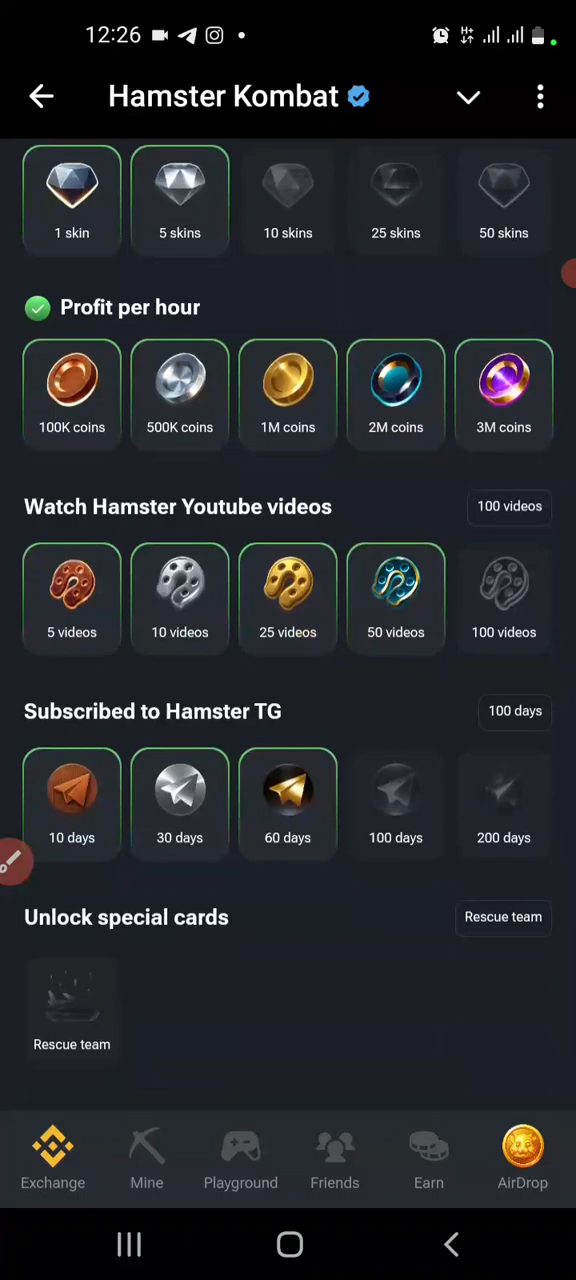 12:26
Hamster Kombat
1 skin
5 skins
10 skins
25 skins
50 skins
Profit per hour
100K coins
500K coins
1M coins
2M coins
3M coins
Watch Hamster Youtube videos
100 videos
5 videos
10 videos
25 videos
50 videos
100 videos
Subscribed to Hamster TG
100 days
10 days
30 days
60 days
100 days
200 days
Unlock special cards
Rescue team
Rescue team
Exchange
Mine
Playground
Friends
Earn
AirDrop